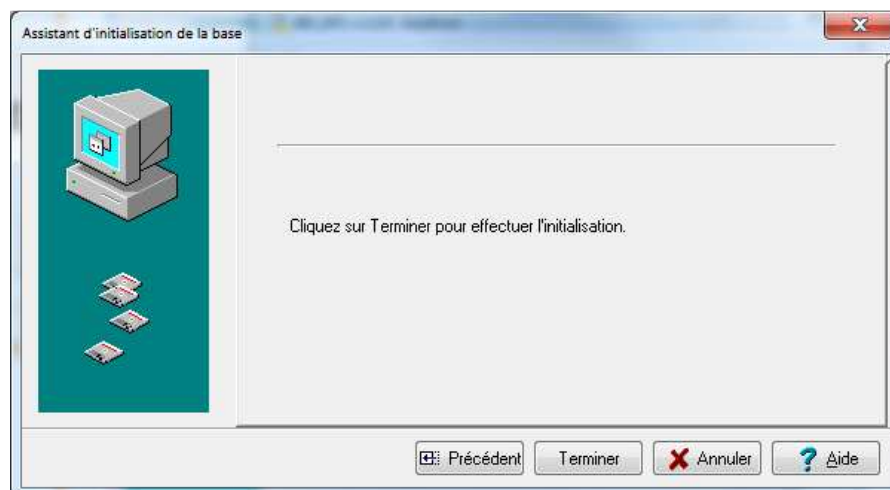 Assistant d'initialisation de la base
Cliquez sur Terminer pour effectuer l'initialisation.
Précédent
Terminer
Annuler
Aide